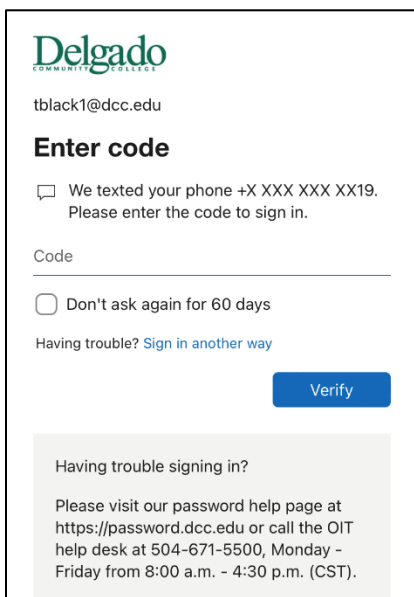 Delgado
COMMUNITY COLLEGE
tblack1@dcc.edu
Enter code
We texted your phone +X XXX XXX XX19.
Please enter the code to sign in.
Code
Don't ask again for 60 days
Having trouble? Sign in another way
Verify
Having trouble signing in?
Please visit our password help page at
https://password.dcc.edu or call the OIT
help desk at 504-671-5500, Monday -
Friday from 8:00 a.m. - 4:30 p.m. (CST).